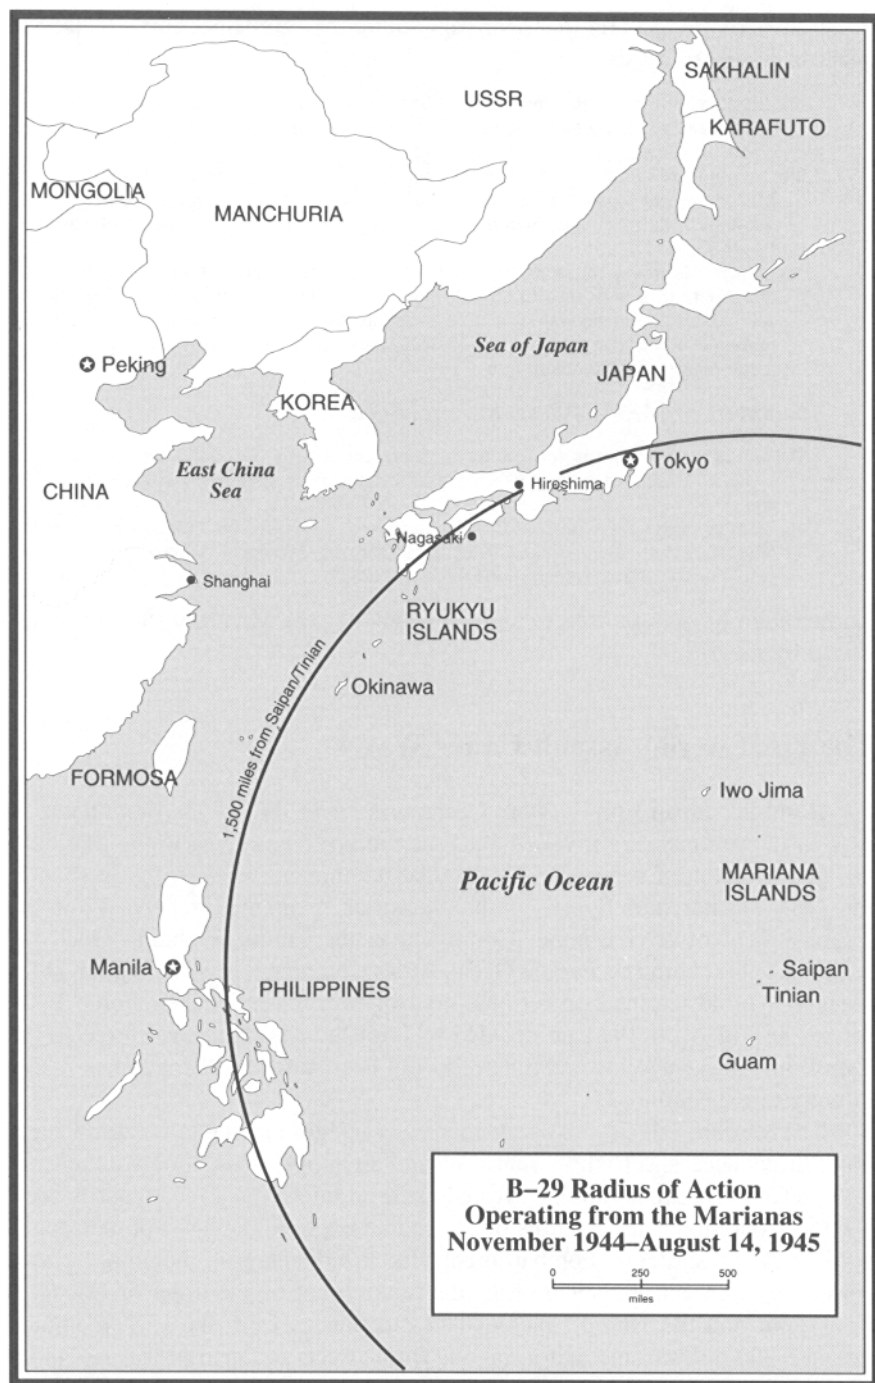 SAKHALIN
USSR
KARAFUTO
MONGOLIA
MANCHURIA
Sea of Japan
Peking
JAPAN
KOREA
East China
Sea
Tokyo
CHINA
Hiroshima
Nagasaki
Shanghai
RYUKYU
ISLANDS
1,500 miles from Saipan/Tinian
Okinawa
FORMOSA
Iwo Jima
Pacific Ocean
MARIANA
ISLANDS
Manila
Saipan
PHILIPPINES
Tinian
Guam
B–29 Radius of Action
Operating from the Marianas
November 1944–August 14, 1945
0 250 500
miles